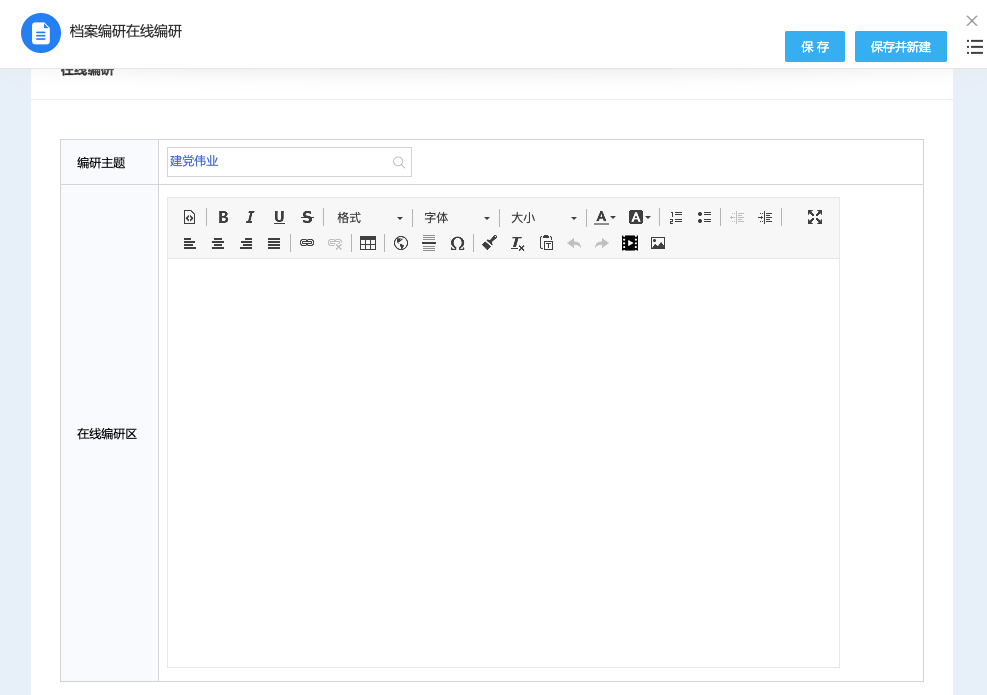 档案编研在线编研
保 存
保存并新建
在线编研
编研主题
建党伟业
格式
字体
大小
在线编研区